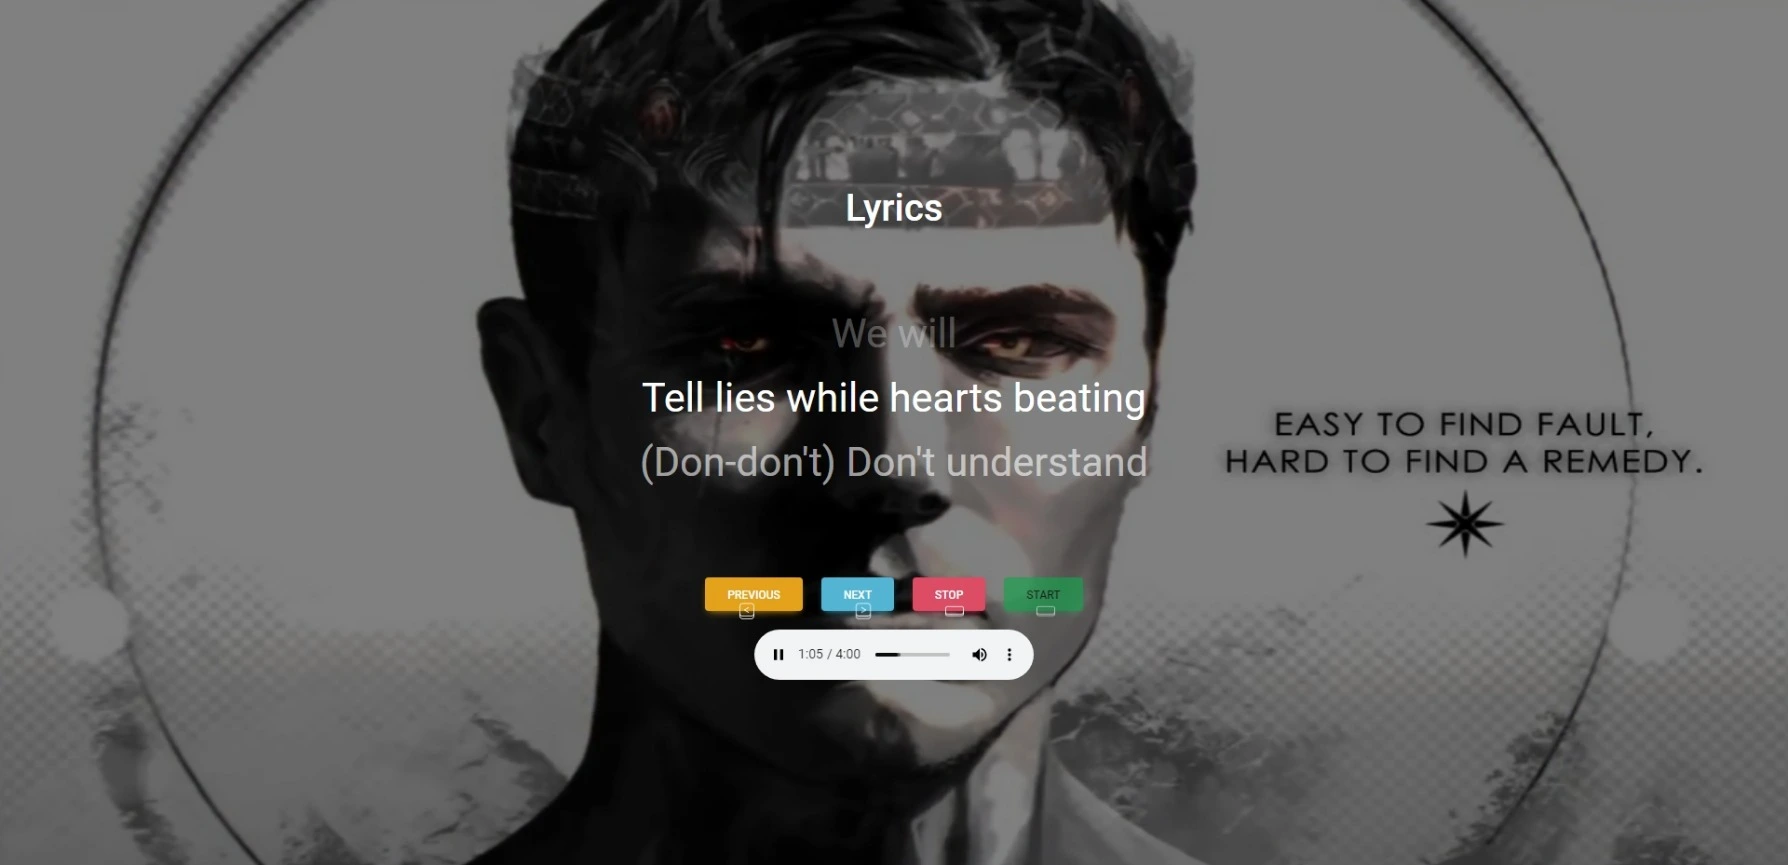 Lyrics
We will
Tell lies while hearts beating
(Don-don't) Don't understand
EASY TO FIND FAULT,
HARD TO FIND A REMEDY.
PREVIOUS
NEXT
STOP
START
< >
1:05 / 4:00